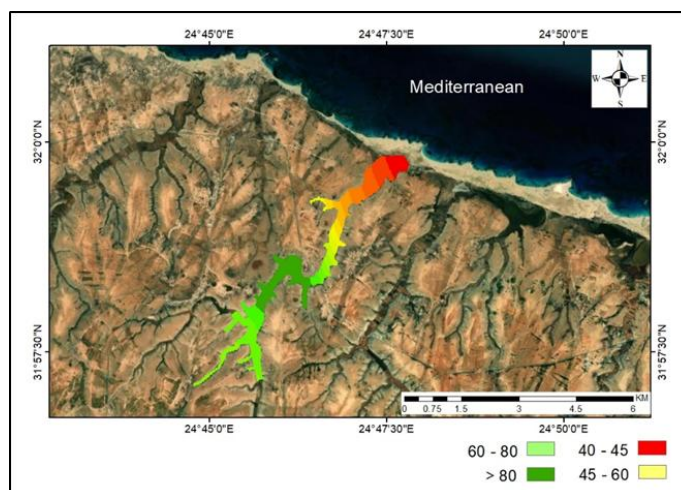 24°45'0"E 24°47'30"E 24°50'0"E
N
W E
S
Mediterranean
32°0'0"N 32°0'0"N
31°57'30"N 31°57'30"N
KM
0 0.75 1.5 3 4.5 6
24°45'0"E 24°47'30"E 24°50'0"E
60 - 80 40 - 45
> 80 45 - 60